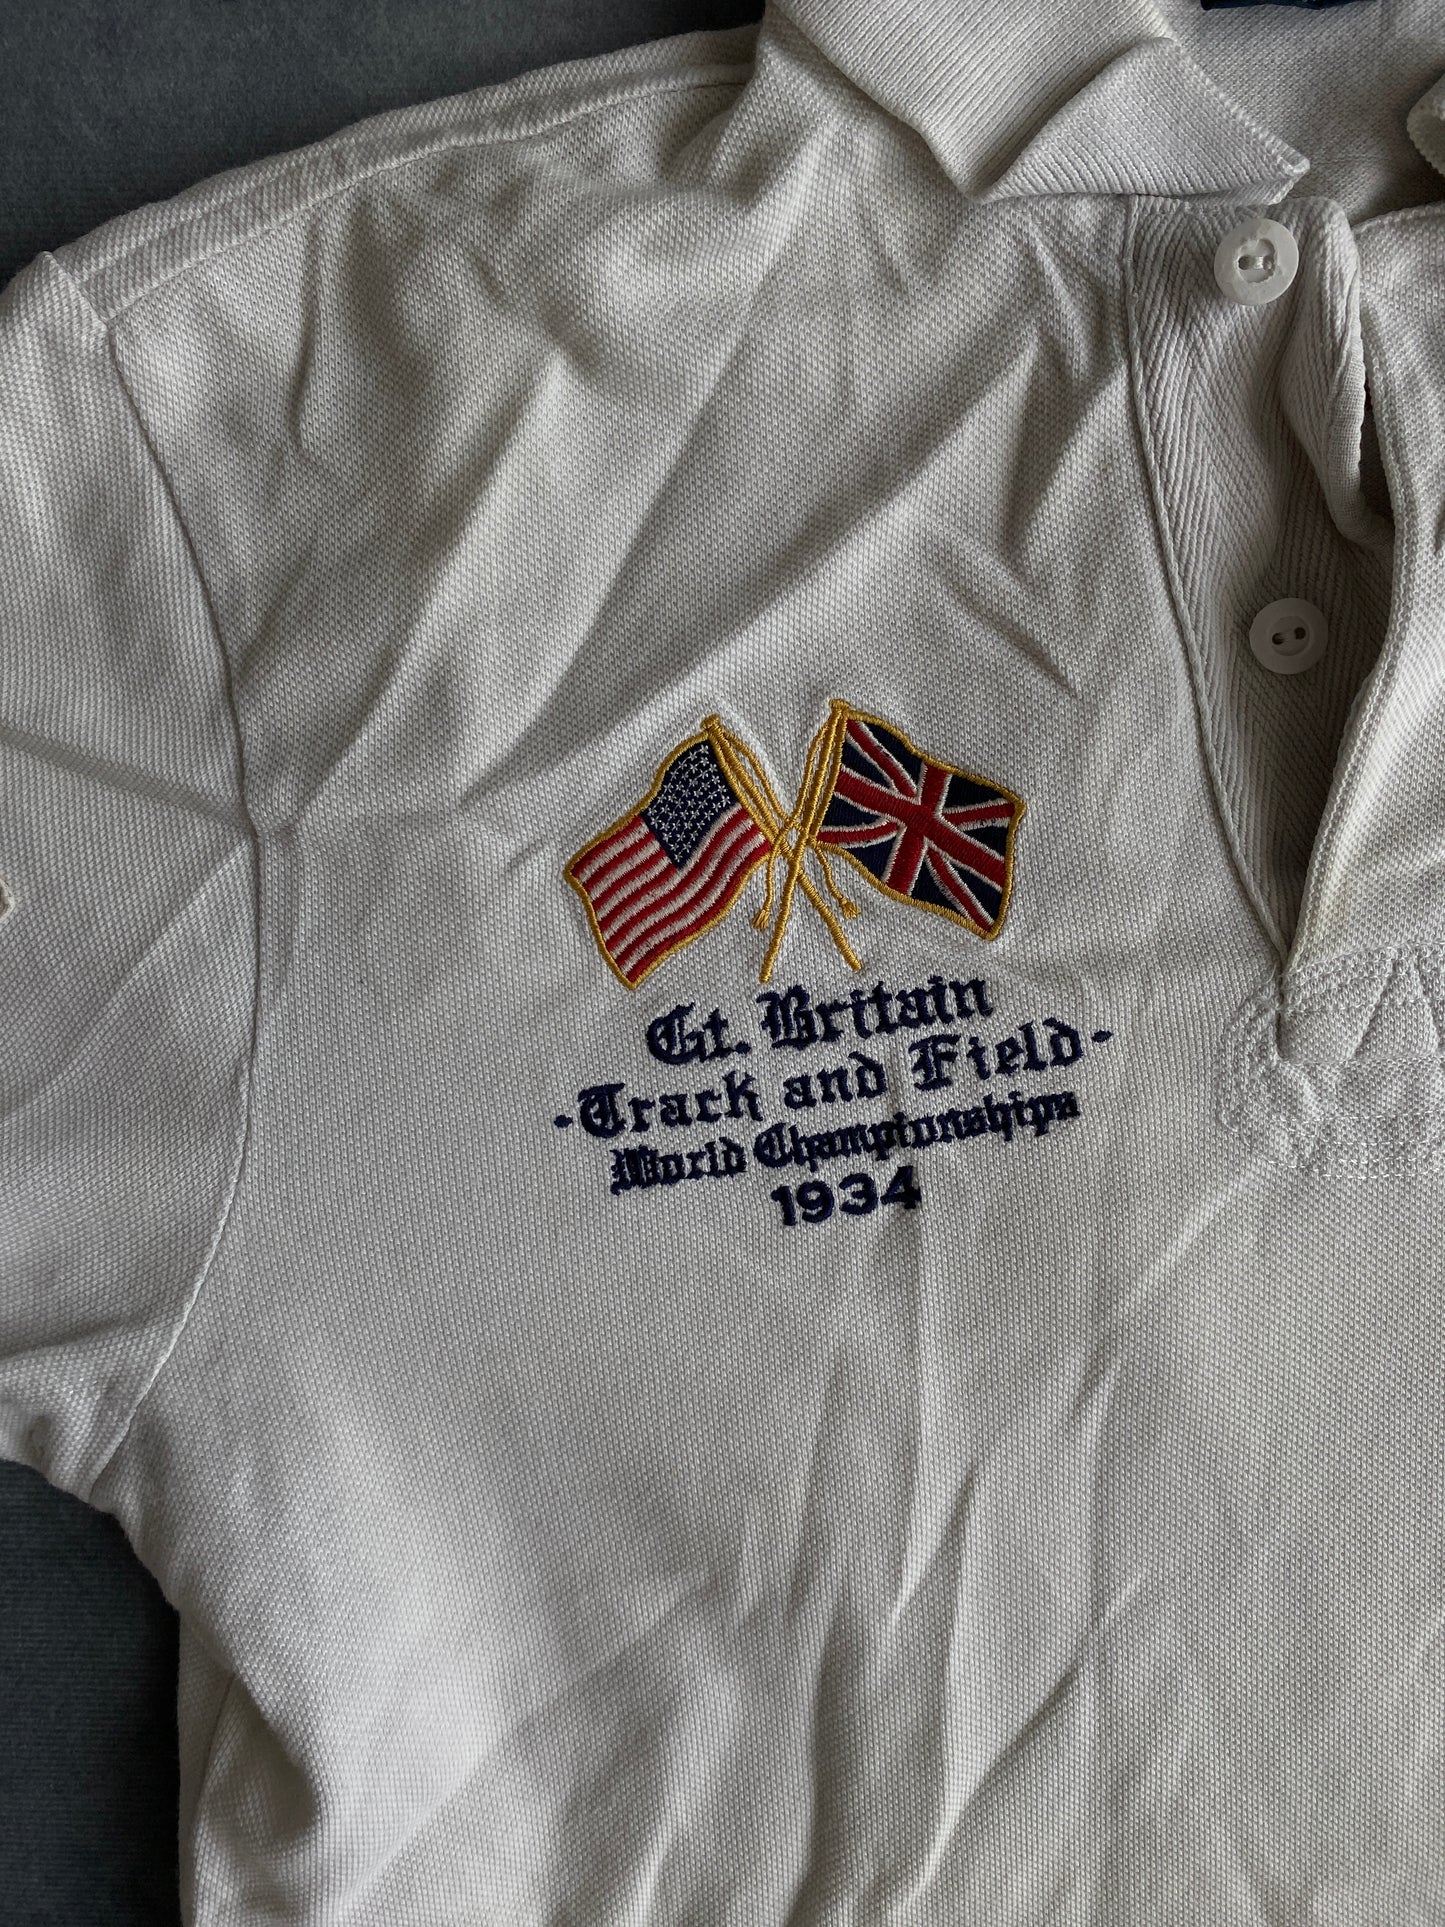 Gt. Britain
-Track and Field-
World Championships
1934